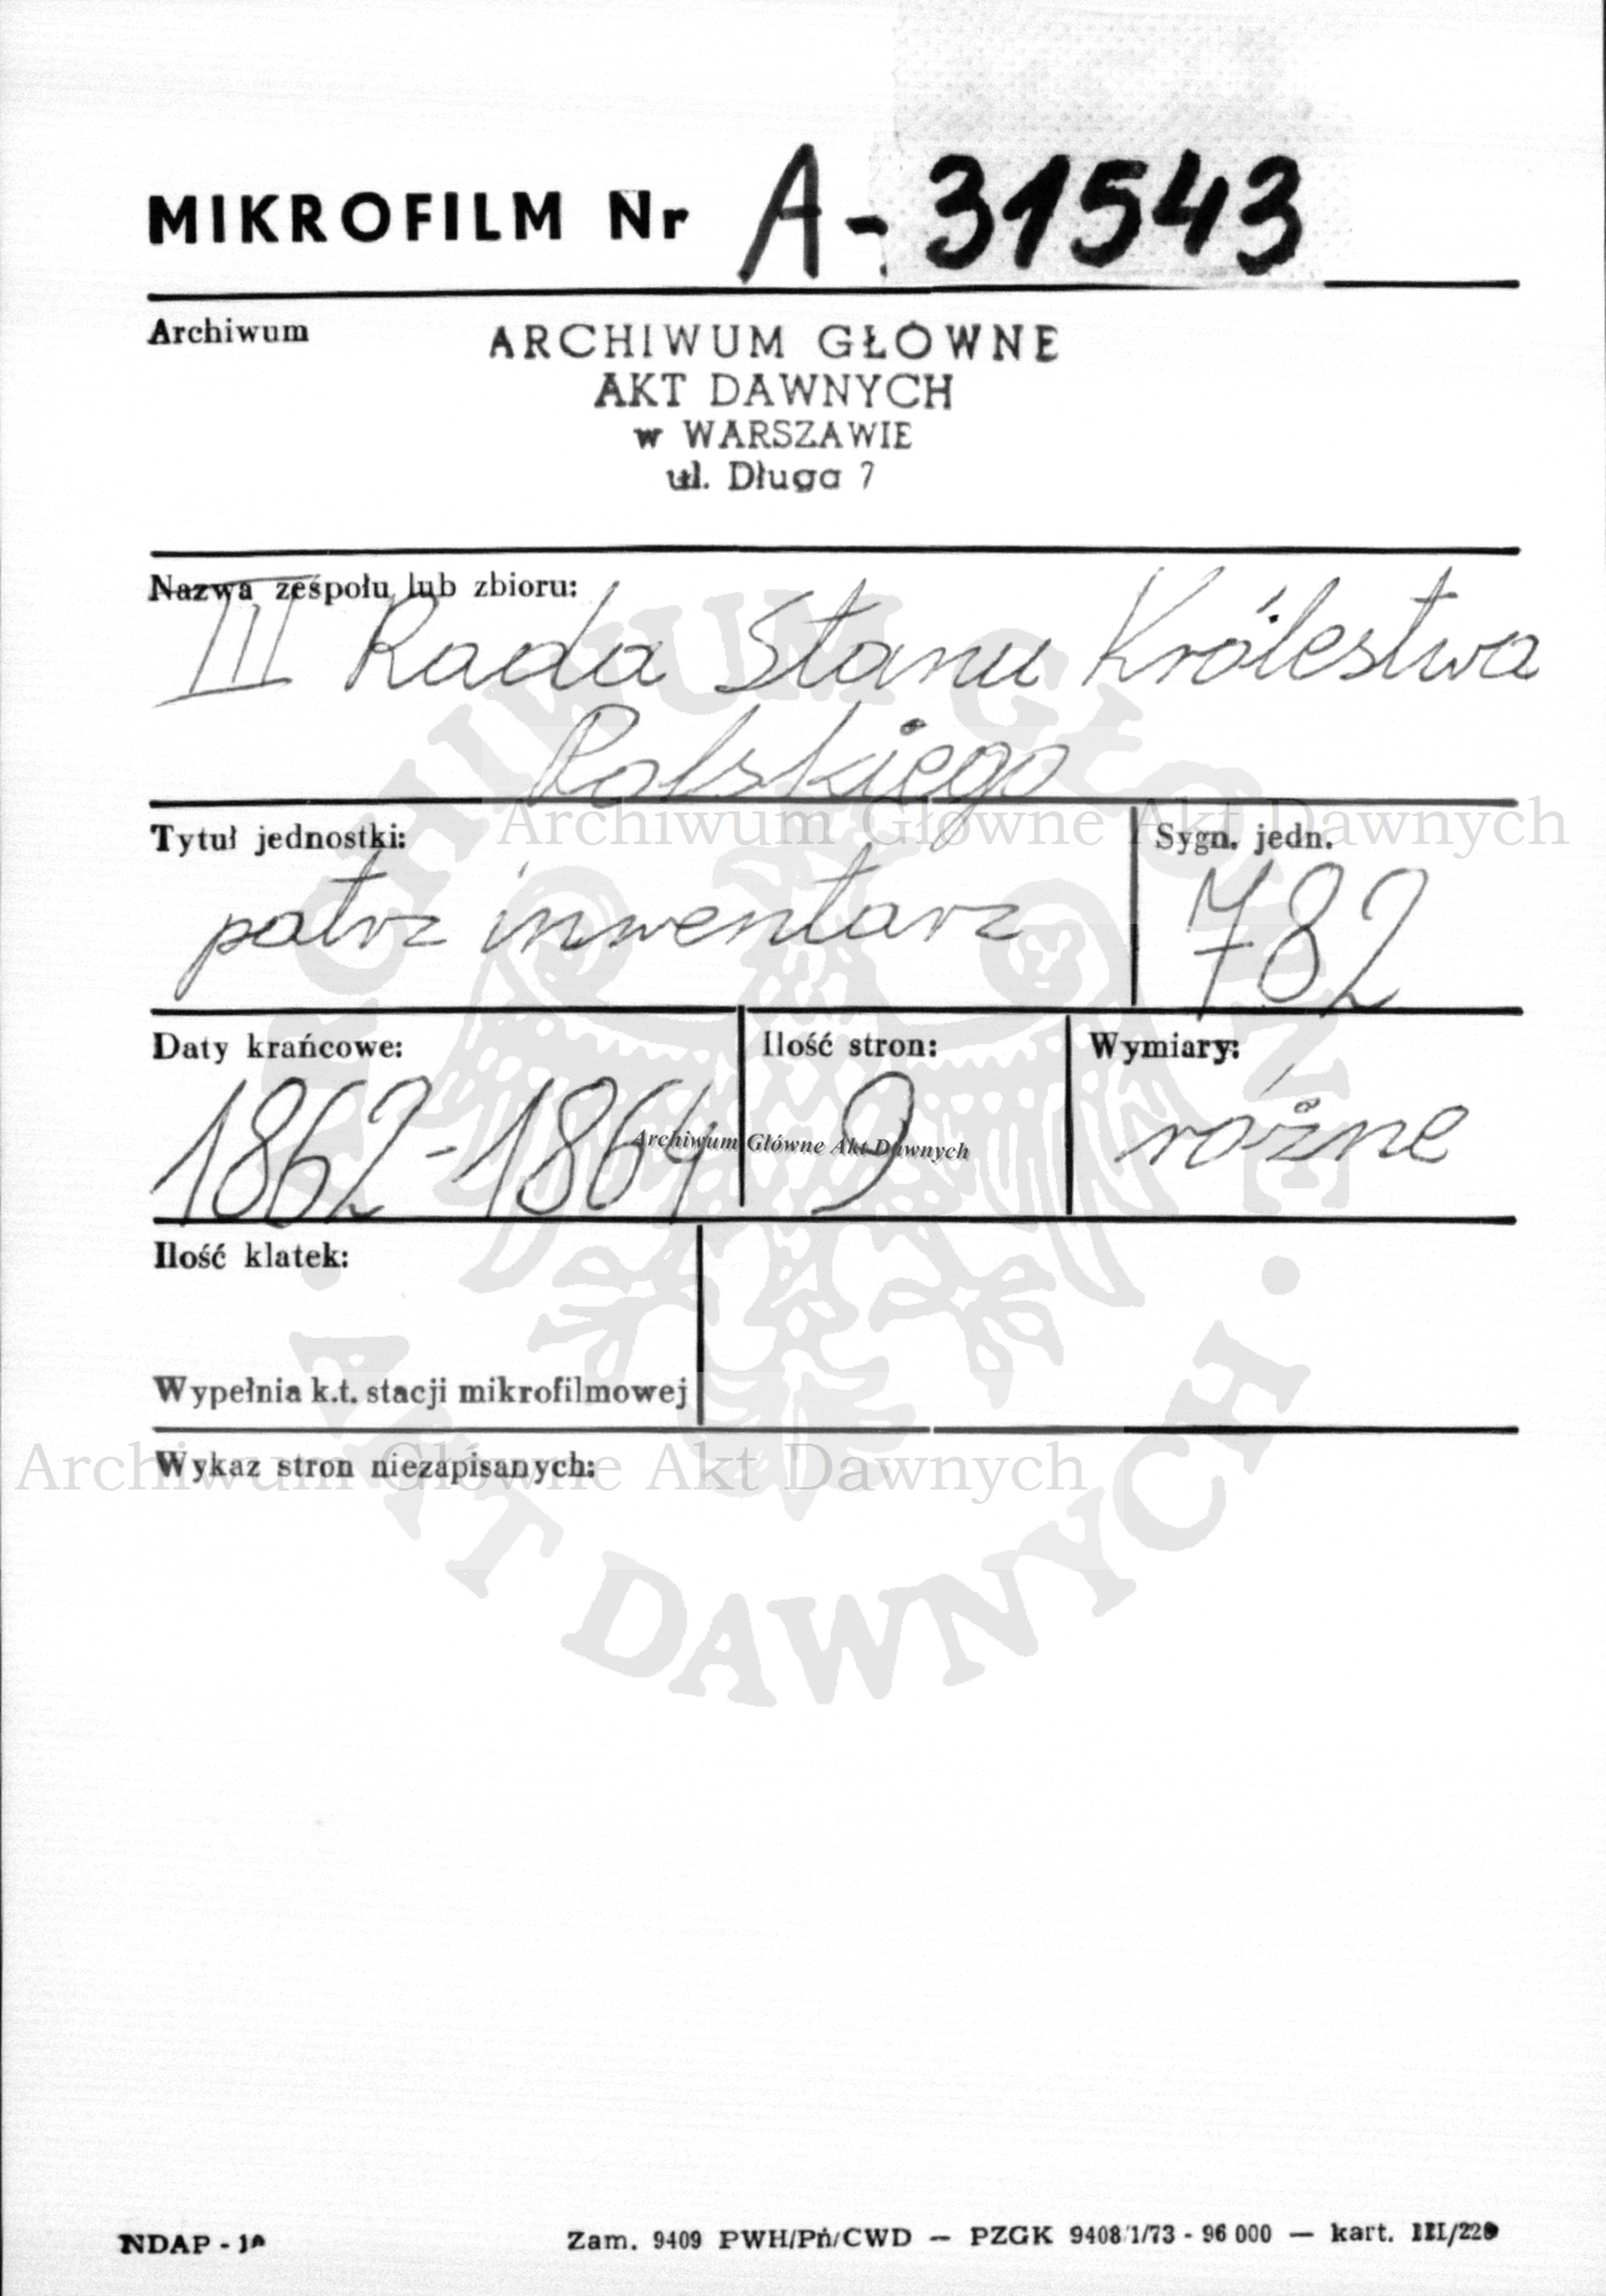 MIKROFILM Nr A-31543
Archiwum
ARCHIWUM GŁÓWNE
AKT DAWNYCH
w WARSZAWIE
ul. Długa 7
Nazwa zespołu lub zbioru:
III Rada Stanu Królestwa
Polskiego
Archiwum Główne Akt Dawnych
Tytuł jednostki:
Sygn. jedn.
patrz inwentarz
782
Daty krańcowe:
Ilość stron:
Wymiary:
1862-1864
9
różne
Archiwum Główne Akt Dawnych
Ilość klatek:
Wypełnia k.t. stacji mikrofilmowej
Wykaz stron niezapisanych:
Archiwum Główne Akt Dawnych
ARCHIWUM GŁÓWNE
· AKT DAWNYCH ·
NDAP -
Zam. 9409 PWH/Pń/CWD — PZGK 9408/1/73 - 96 000 — kart. III/220